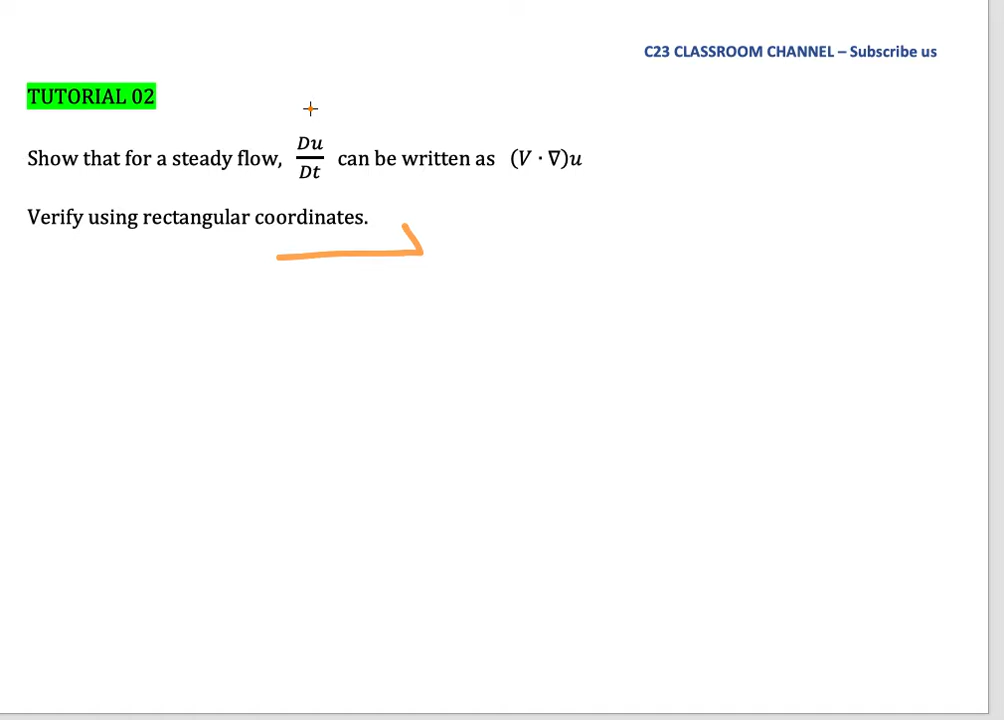 C23 CLASSROOM CHANNEL – Subscribe us
TUTORIAL 02
Show that for a steady flow, Du/Dt can be written as (V · ∇)u
Verify using rectangular coordinates.